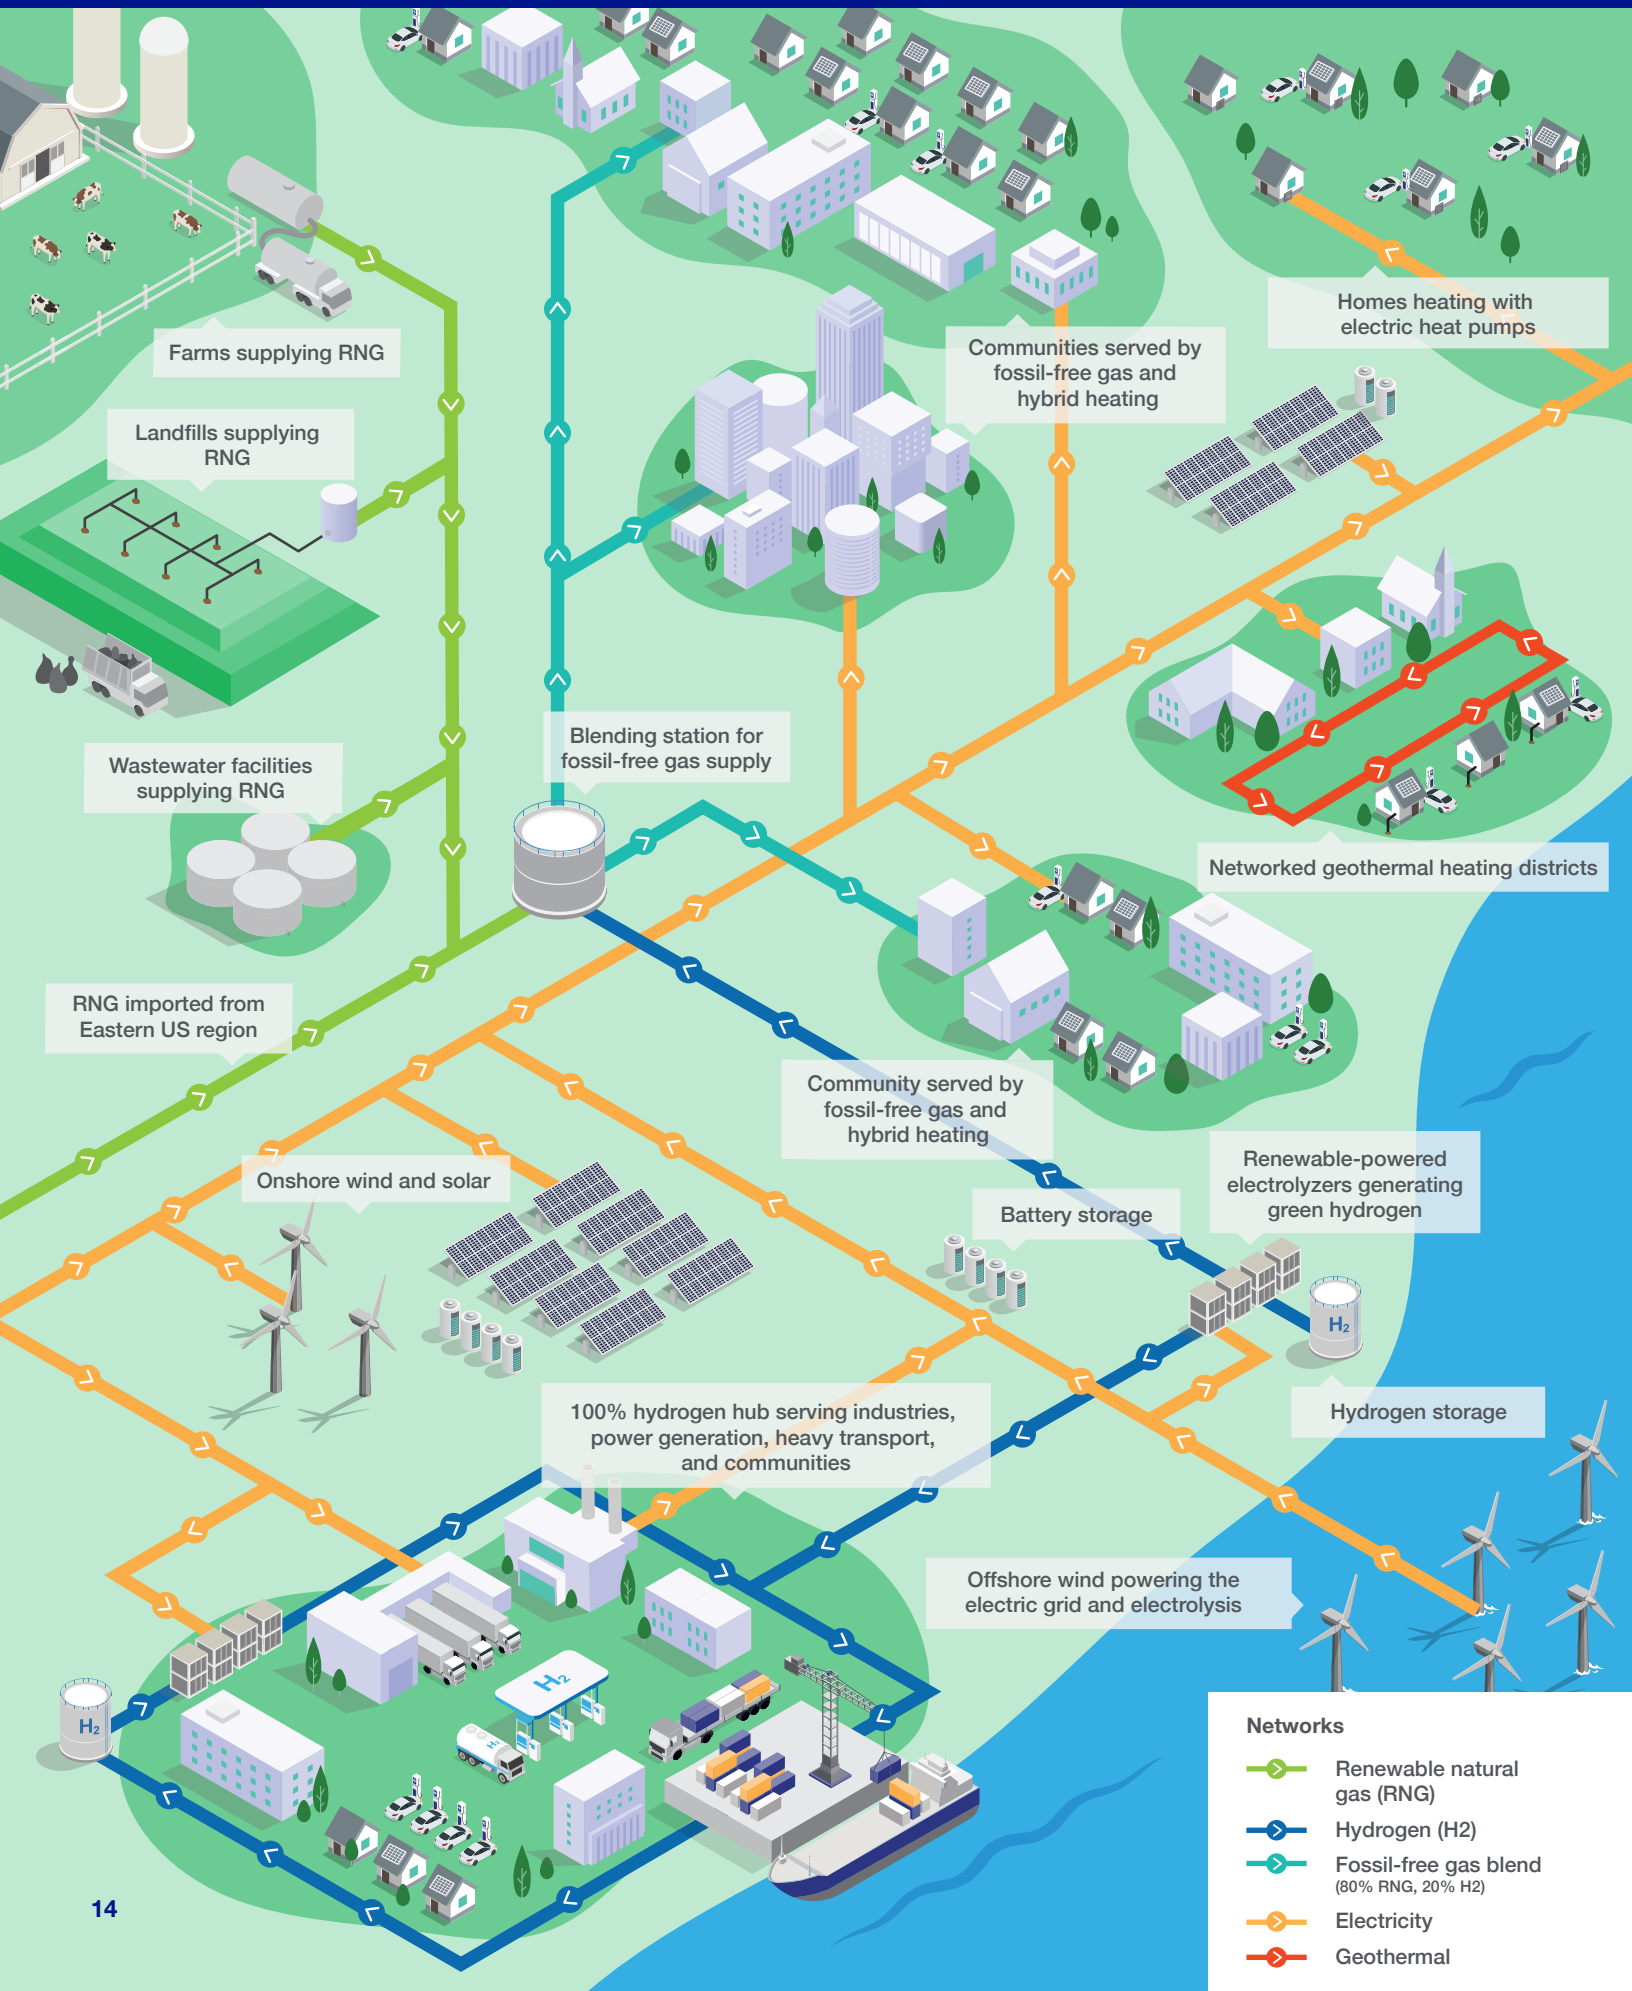 Homes heating with
electric heat pumps
Farms supplying RNG
Communities served by
fossil-free gas and
hybrid heating
Landfills supplying
RNG
Blending station for
fossil-free gas supply
Wastewater facilities
supplying RNG
Networked geothermal heating districts
RNG imported from
Eastern US region
Community served by
fossil-free gas and
hybrid heating
Onshore wind and solar
Battery storage
Renewable-powered
electrolyzers generating
green hydrogen
H2
Hydrogen storage
100% hydrogen hub serving industries,
power generation, heavy transport,
and communities
Offshore wind powering the
electric grid and electrolysis
H2
H2
H2
14
Networks
Renewable natural
gas (RNG)
Hydrogen (H2)
Fossil-free gas blend
(80% RNG, 20% H2)
Electricity
Geothermal